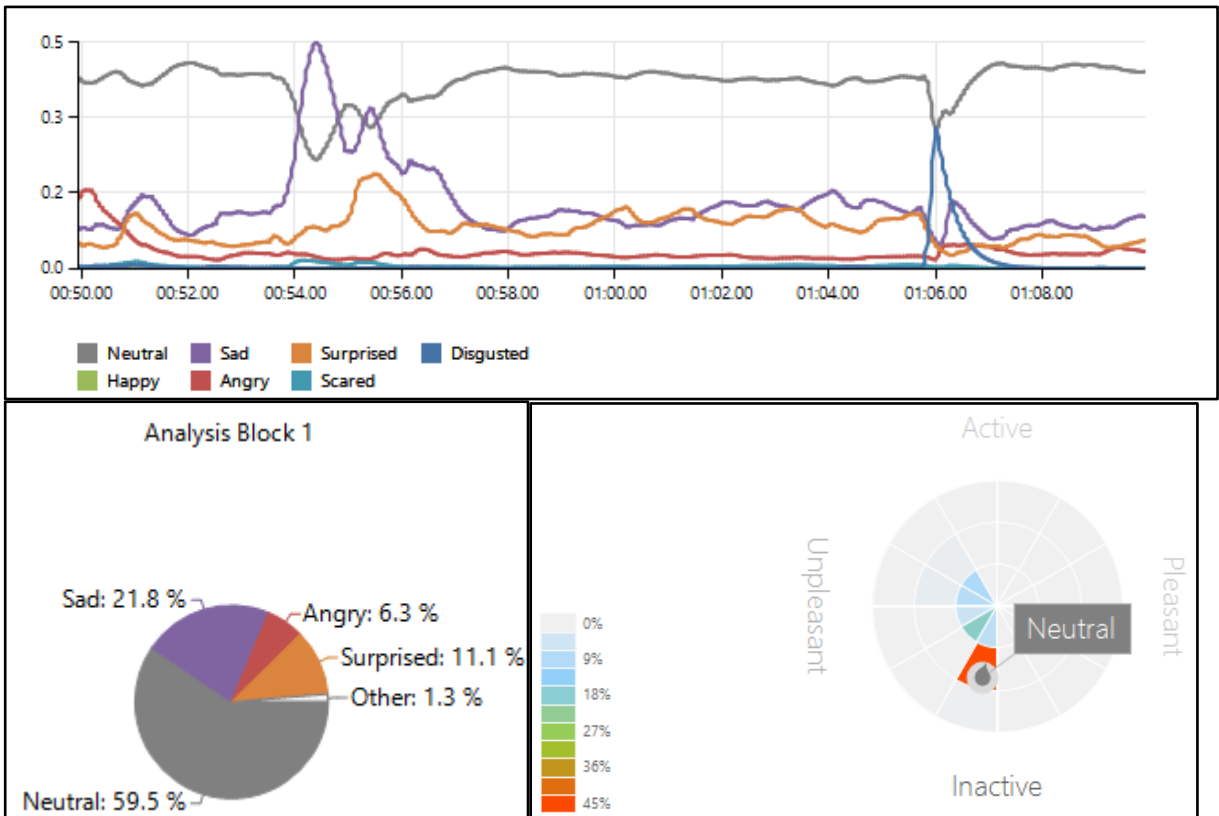 0.5
0.3
0.2
0.0
00:50.00 00:52.00 00:54.00 00:56.00 00:58.00 01:00.00 01:02.00 01:04.00 01:06.00 01:08.00
Neutral Sad Surprised Disgusted
Happy Angry Scared
Analysis Block 1
Sad: 21.8 %
Angry: 6.3 %
Surprised: 11.1 %
Other: 1.3 %
Neutral: 59.5 %
Active
Unpleasant
Pleasant
Neutral
Inactive
0%
9%
18%
27%
36%
45%